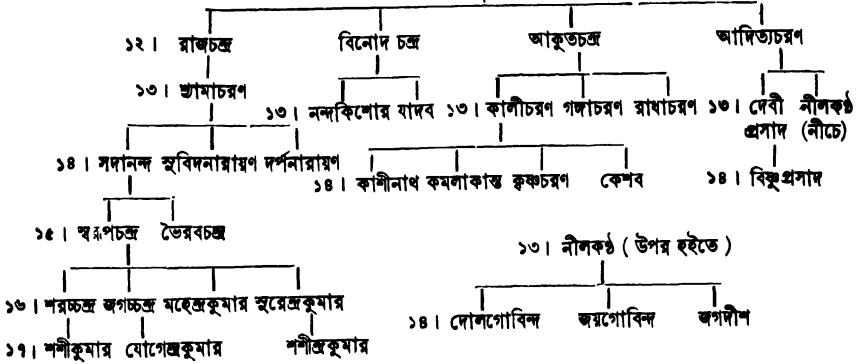 ১২। রাজচন্দ্র বিনোদ চন্দ্র আকূতচন্দ্র আদিত্যচরণ
১৩। শ্যামাচরণ
১৩। নন্দকিশোর যাদব ১৩। কালীচরণ গঙ্গাচরণ রাধাচরণ ১৩। দেবী নীলকণ্ঠ
প্রসাদ (নীচে)
১৪। সদানন্দ সুবিদনারায়ণ দর্পনারায়ণ
১৪। কাশীনাথ কমলাকান্ত কৃষ্ণচরণ কেশব ১৪। বিষ্ণুপ্রসাদ
১৫। স্বরূপচন্দ্র ভৈরবচন্দ্র
১৩। নীলকণ্ঠ (উপর হইতে)
১৬। শরচ্চন্দ্র জগচ্চন্দ্র মহেন্দ্রকুমার সুরেন্দ্রকুমার
১৪। দোলগোবিন্দ জয়গোবিন্দ জগদীশ
১৭। শশীকুমার যোগেন্দ্রকুমার শশীন্দ্রকুমার